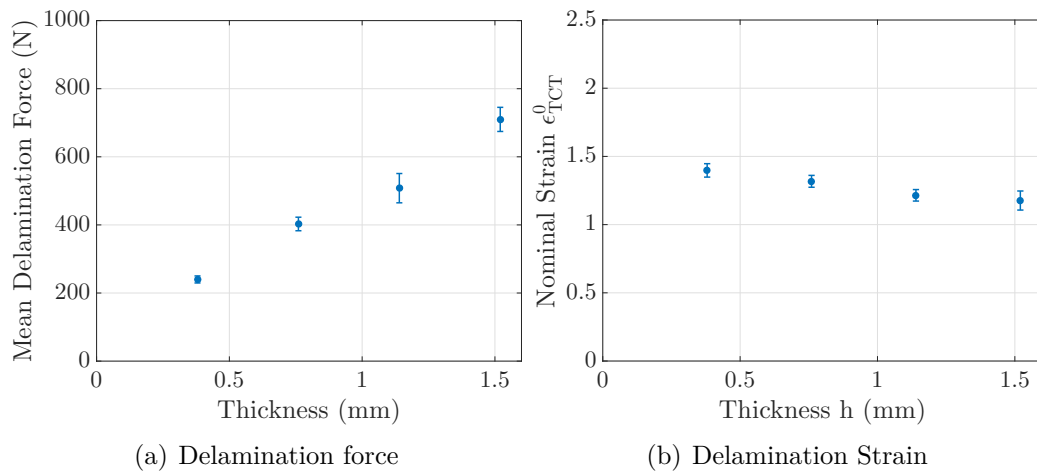 1000
800
600
400
200
0
Mean Delamination Force (N)
0 0.5 1 1.5
Thickness (mm)
(a) Delamination force
2.5
2
1.5
1
0.5
0
Nominal Strain ϵ⁰_TCT
0 0.5 1 1.5
Thickness h (mm)
(b) Delamination Strain